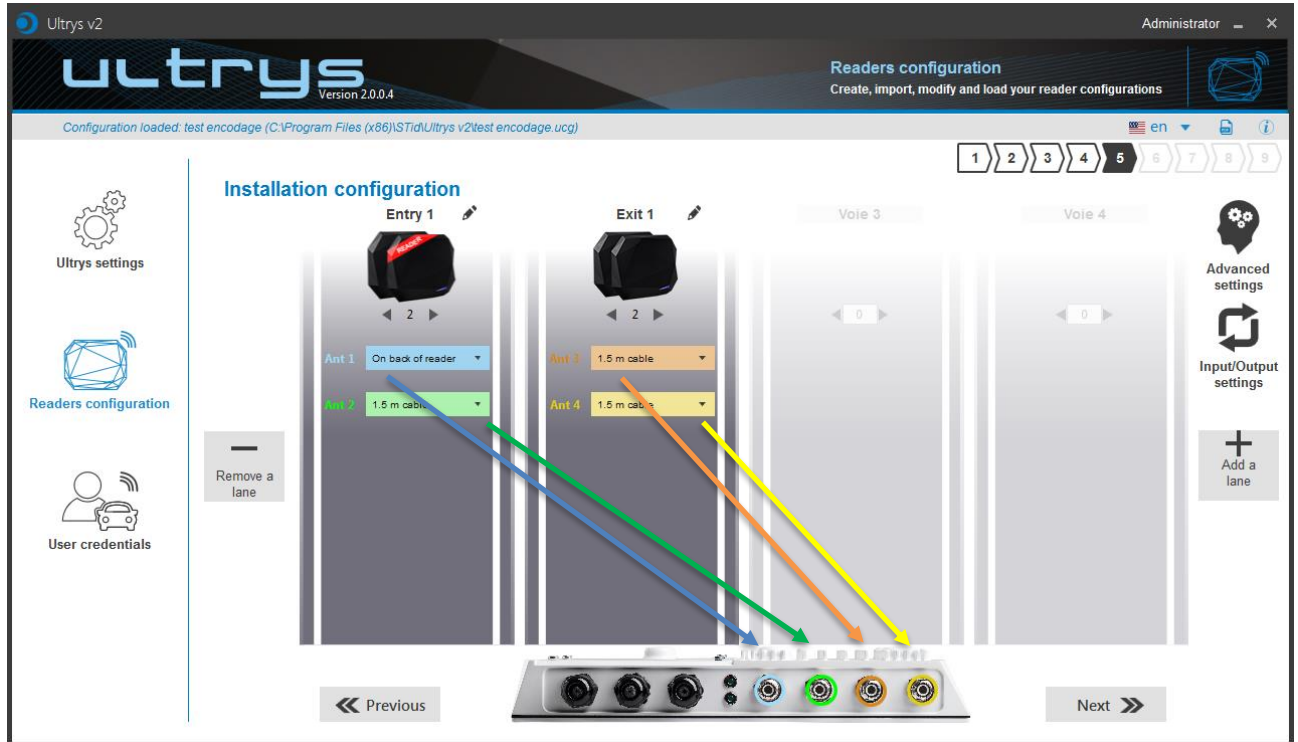 Ultrys v2
Administrator
ultrys
Version 2.0.0.4
Readers configuration
Create, import, modify and load your reader configurations
Configuration loaded: test encodage (C:\Program Files (x86)\STid\Ultrys v2\test encodage.ucg)
en
1 2 3 4 5 6 7 8 9
Installation configuration
Entry 1
Exit 1
Voie 3
Voie 4
READER
2
2
0
0
Ant 1 On back of reader
Ant 3 1.5 m cable
Ant 2 1.5 m cable
Ant 4 1.5 m cable
Ultrys settings
Readers configuration
User credentials
Remove a
lane
Advanced
settings
Input/Output
settings
Add a
lane
Previous
Next